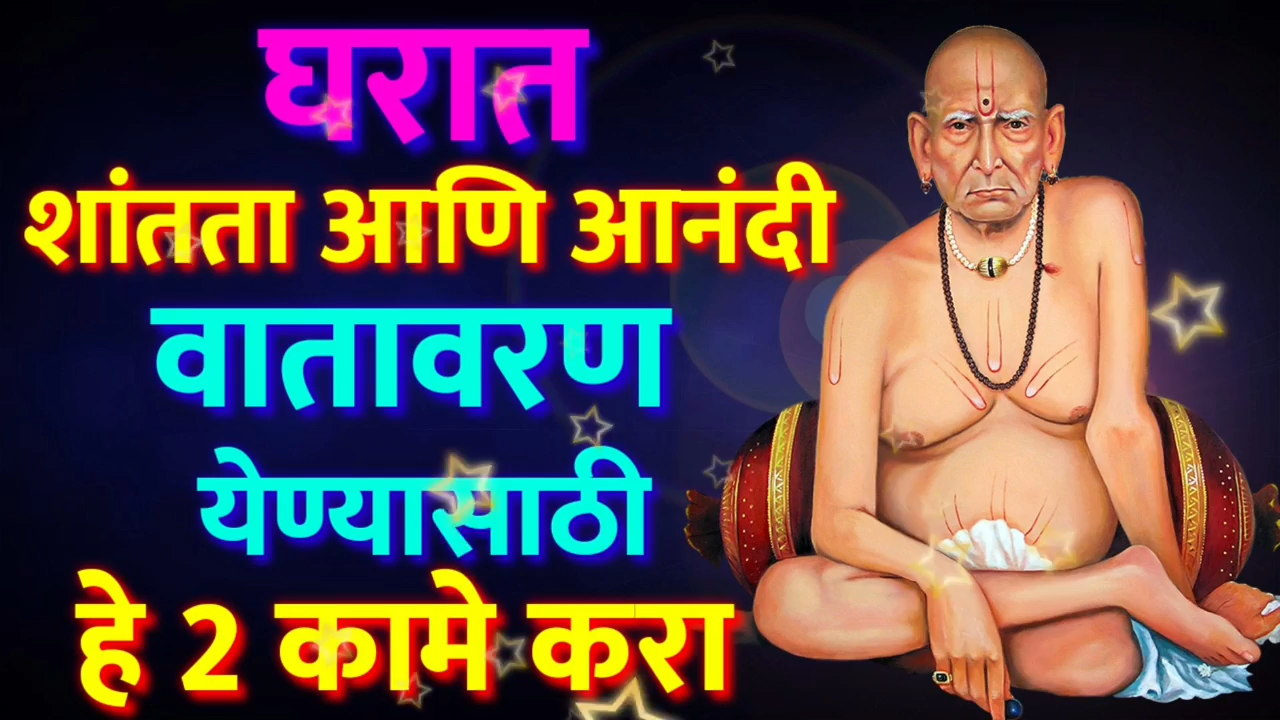 घरात
शांतता आणि आनंदी
वातावरण
येण्यासाठी
हे 2 कामे करा